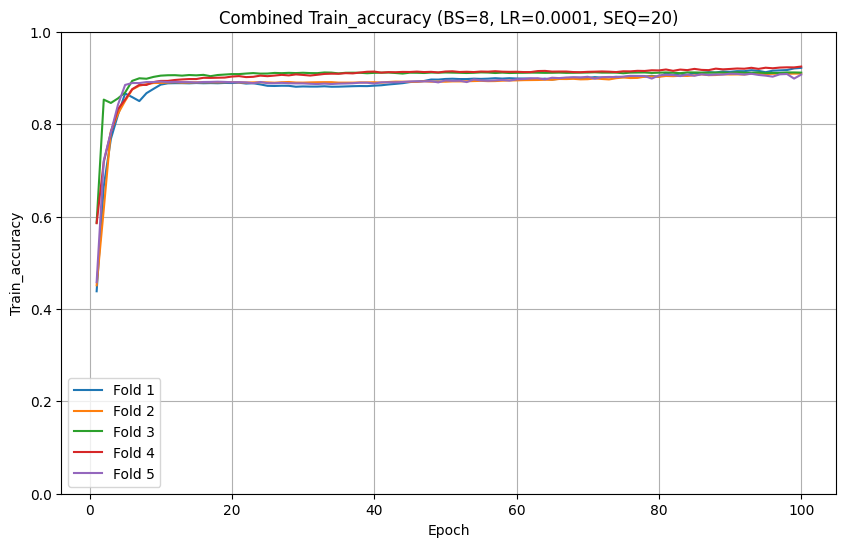 Combined Train_accuracy (BS=8, LR=0.0001, SEQ=20)
Train_accuracy
1.0
0.8
0.6
0.4
0.2
0.0
Fold 1
Fold 2
Fold 3
Fold 4
Fold 5
0 20 40 60 80 100
Epoch